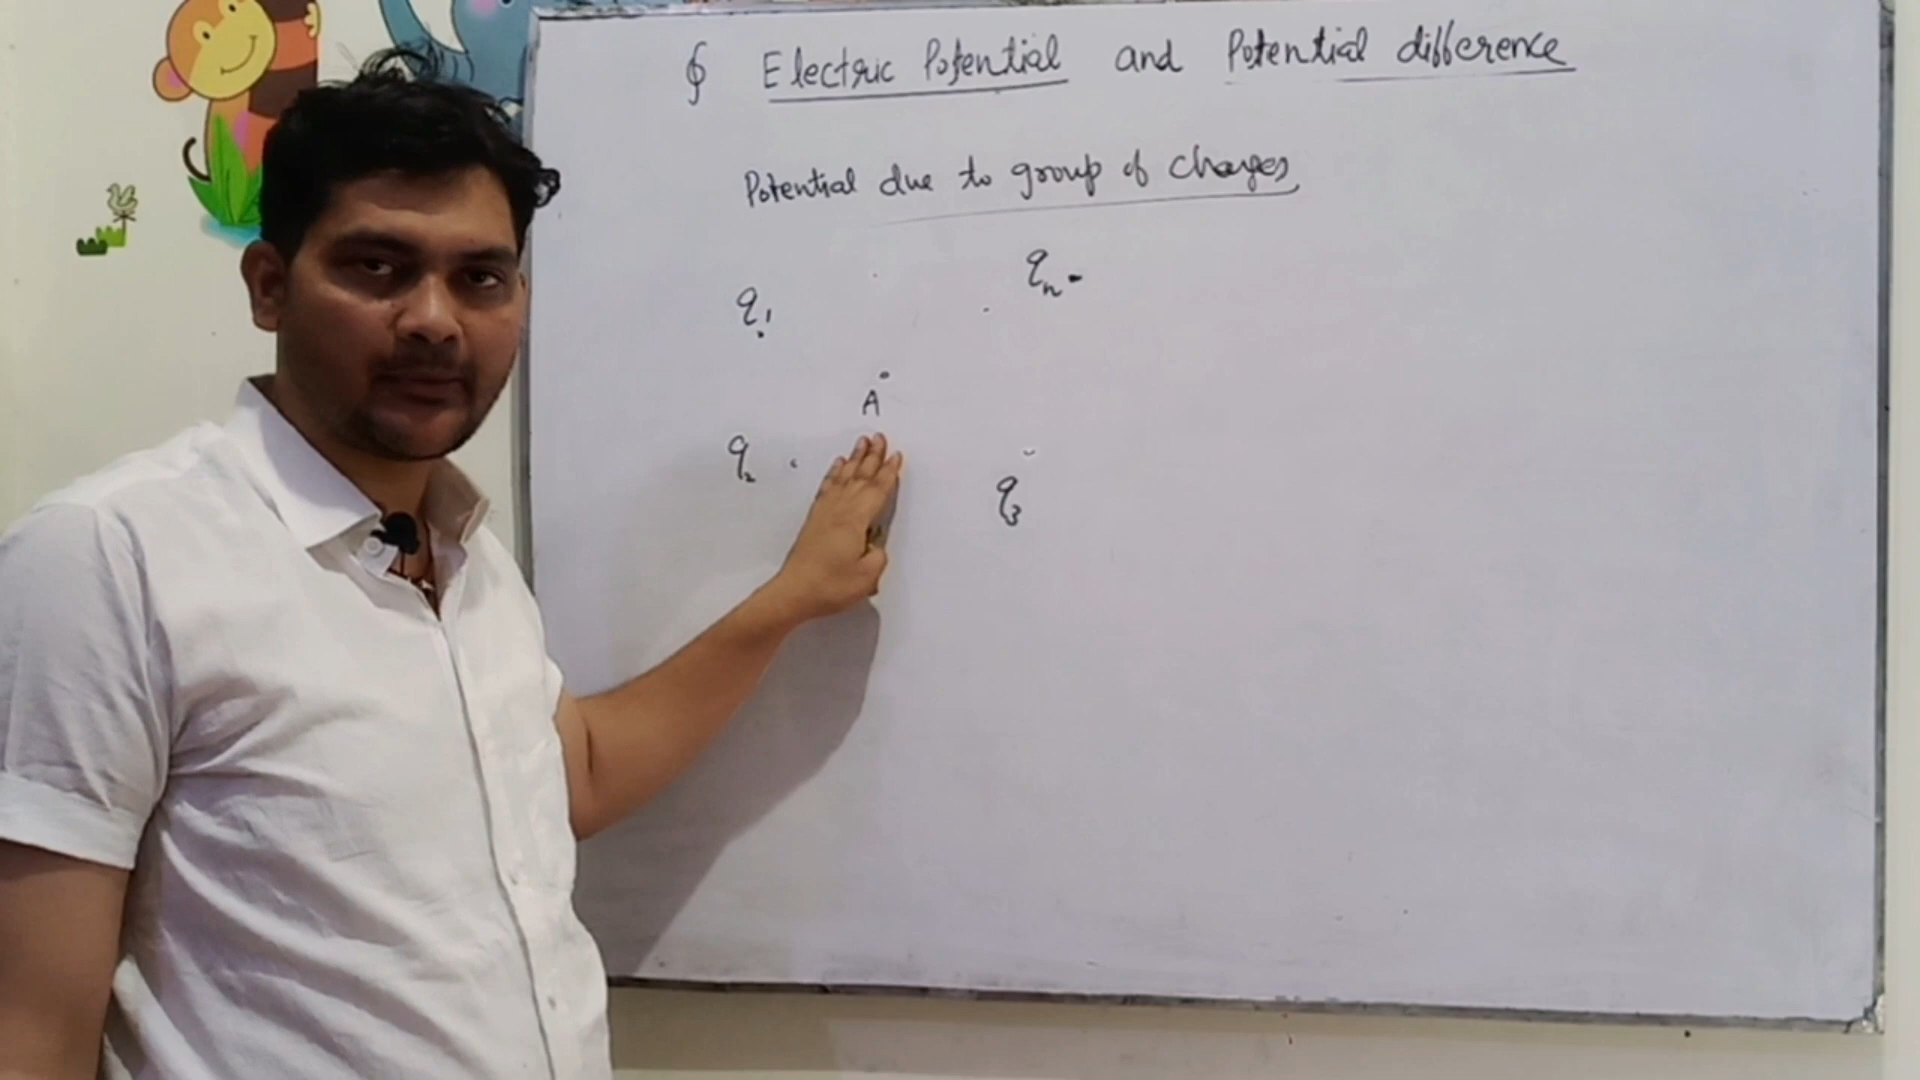 § Electric Potential and Potential difference
Potential due to group of charges
qn
q1
A
q2
q3